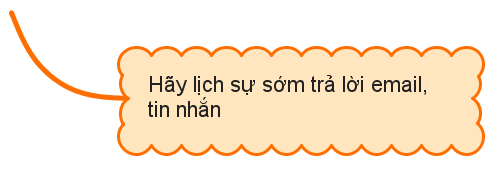 Hãy lịch sự sớm trả lời email,
tin nhắn